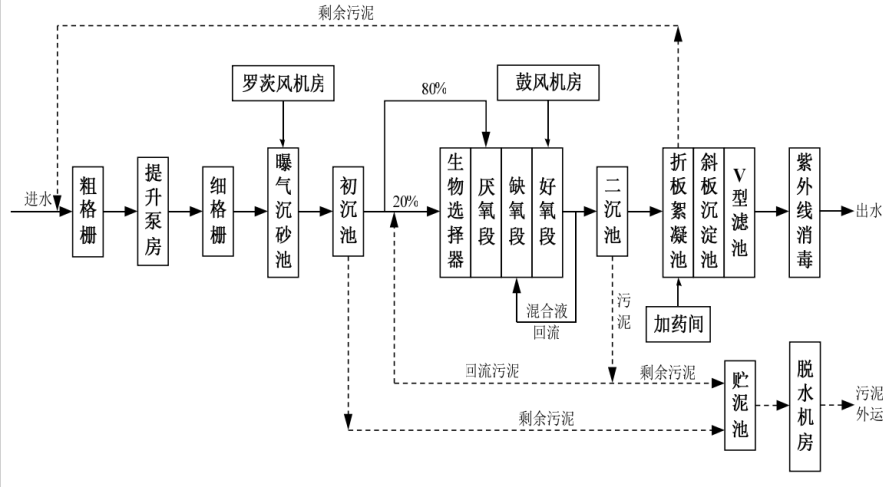 剩余污泥
罗茨风机房
80%
鼓风机房
进水
粗格栅
提升泵房
细格栅
曝气沉砂池
初沉池
20%
生物选择器
厌氧段
缺氧段
好氧段
二沉池
折板絮凝池
斜板沉淀池
V型滤池
紫外线消毒
出水
混合液
回流
污泥
加药间
回流污泥
剩余污泥
贮泥池
脱水机房
污泥
外运
剩余污泥